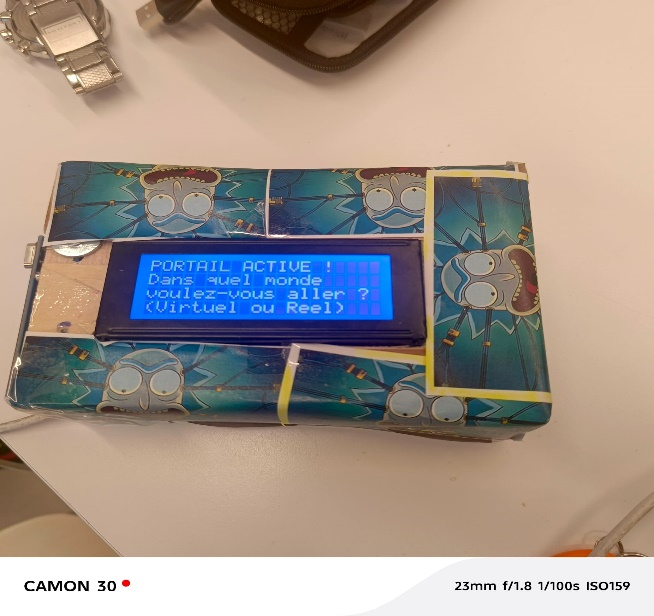 PORTAIL ACTIVE !
Dans quel monde
voulez-vous aller ?
(Virtuel ou Reel)
CAMON 30
23mm f/1.8 1/100s ISO159